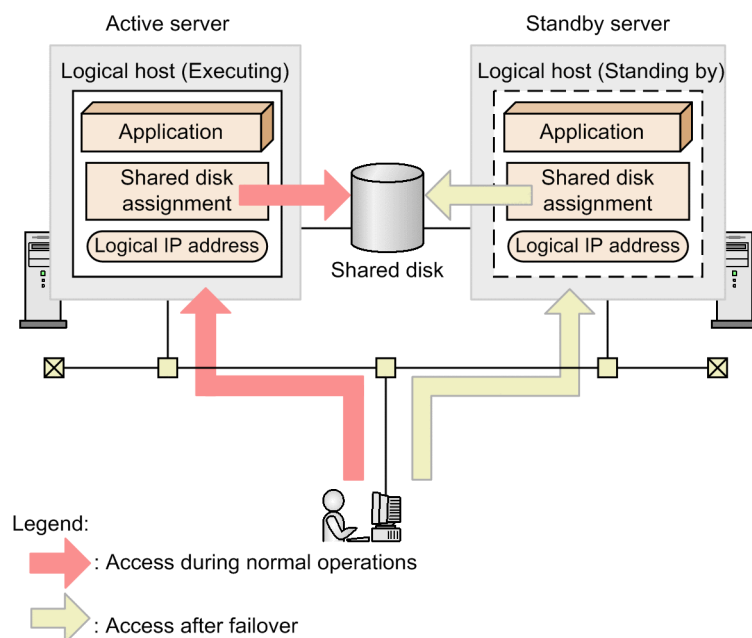 Active server
Standby server
Logical host (Executing)
Logical host (Standing by)
Application
Application
Shared disk
assignment
Shared disk
assignment
Logical IP address
Logical IP address
Shared disk
Legend:
: Access during normal operations
: Access after failover